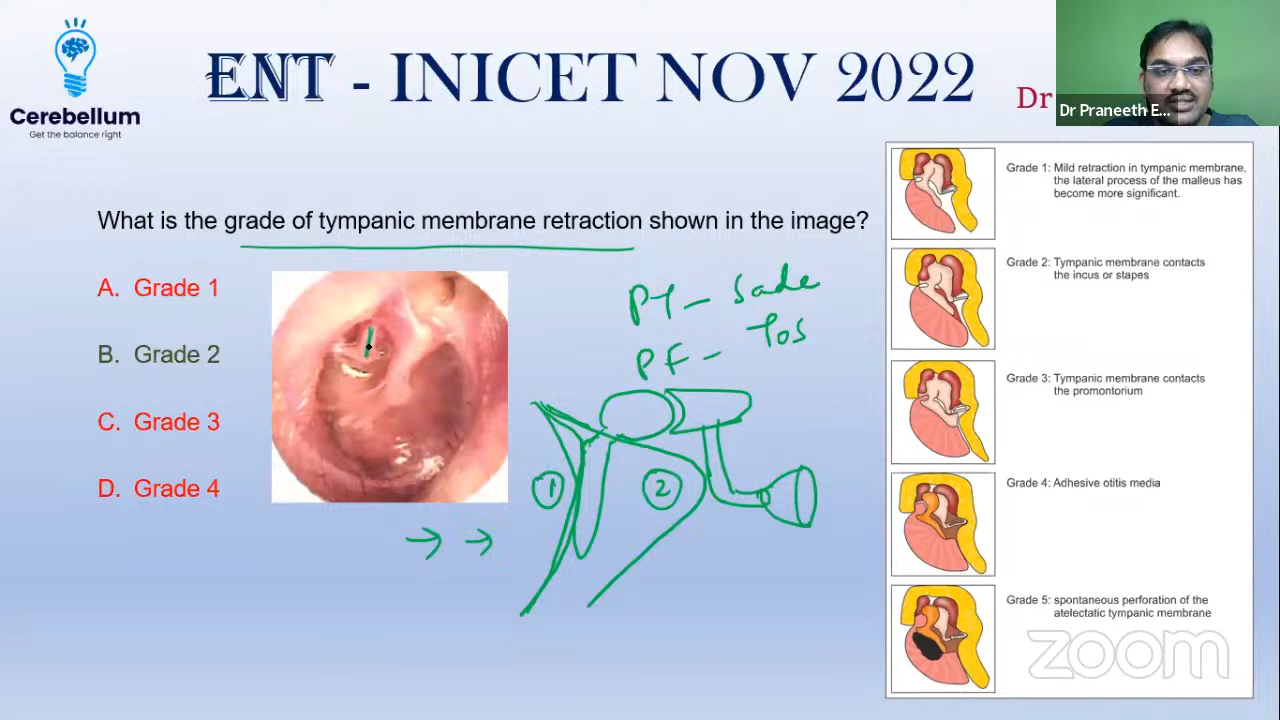 Cerebellum
Get the balance right
ENT - INICET NOV 2022
Dr
Dr Praneeth E...
What is the grade of tympanic membrane retraction shown in the image?
A. Grade 1
B. Grade 2
C. Grade 3
D. Grade 4
PT - Sade
PF - Tos
1
2
Grade 1: Mild retraction in tympanic membrane,
the lateral process of the malleus has
become more significant.
Grade 2: Tympanic membrane contacts
the incus or stapes
Grade 3: Tympanic membrane contacts
the promontorium
Grade 4: Adhesive otitis media
Grade 5: spontaneous perforation of the
atelectatic tympanic membrane
zoom